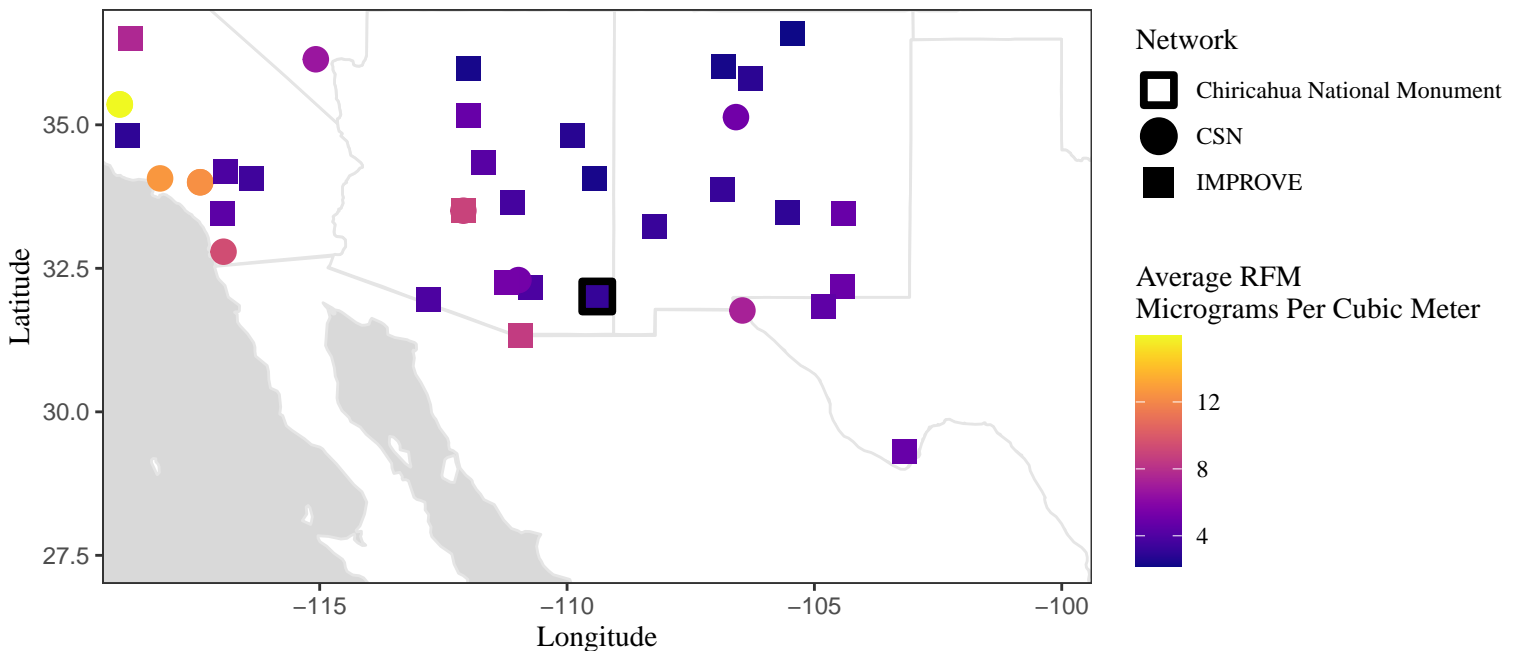 Latitude
35.0
32.5
30.0
27.5
−115
−110
−105
−100
Longitude
Network
Chiricahua National Monument
CSN
IMPROVE
Average RFM
Micrograms Per Cubic Meter
12
8
4